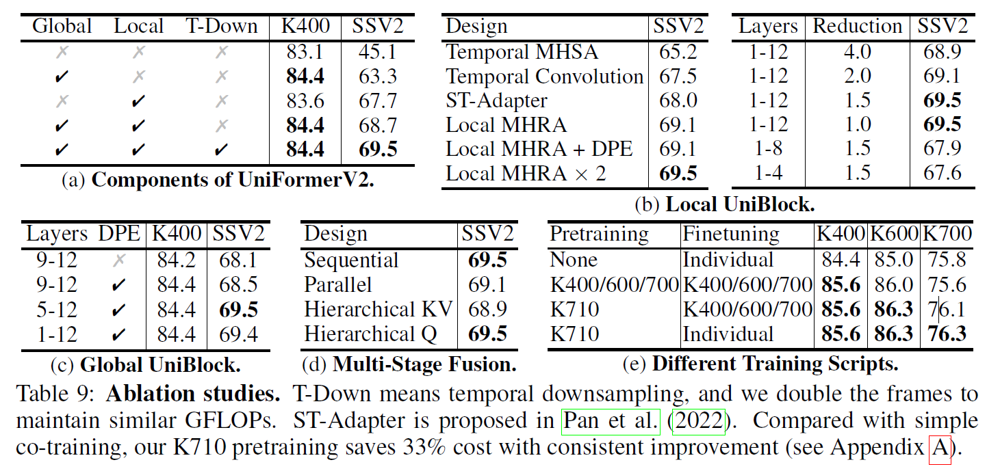 Global Local T-Down K400 SSV2
✗ ✗ ✗ 83.1 45.1
✓ ✗ ✗ 84.4 63.3
✗ ✓ ✗ 83.6 67.7
✓ ✓ ✗ 84.4 68.7
✓ ✓ ✓ 84.4 69.5
(a) Components of UniFormerV2.
Design SSV2
Temporal MHSA 65.2
Temporal Convolution 67.5
ST-Adapter 68.0
Local MHRA 69.1
Local MHRA + DPE 69.1
Local MHRA × 2 69.5
Layers Reduction SSV2
1-12 4.0 68.9
1-12 2.0 69.1
1-12 1.5 69.5
1-12 1.0 69.5
1-8 1.5 67.9
1-4 1.5 67.6
(b) Local UniBlock.
Layers DPE K400 SSV2
9-12 ✗ 84.2 68.1
9-12 ✓ 84.4 68.5
5-12 ✓ 84.4 69.5
1-12 ✓ 84.4 69.4
(c) Global UniBlock.
Design SSV2
Sequential 69.5
Parallel 69.1
Hierarchical KV 68.9
Hierarchical Q 69.5
(d) Multi-Stage Fusion.
Pretraining Finetuning K400 K600 K700
None Individual 84.4 85.0 75.8
K400/600/700 K400/600/700 85.6 86.0 75.6
K710 K400/600/700 85.6 86.3 76.1
K710 Individual 85.6 86.3 76.3
(e) Different Training Scripts.
Table 9: Ablation studies. T-Down means temporal downsampling, and we double the frames to
maintain similar GFLOPs. ST-Adapter is proposed in Pan et al. (2022). Compared with simple
co-training, our K710 pretraining saves 33% cost with consistent improvement (see Appendix A).